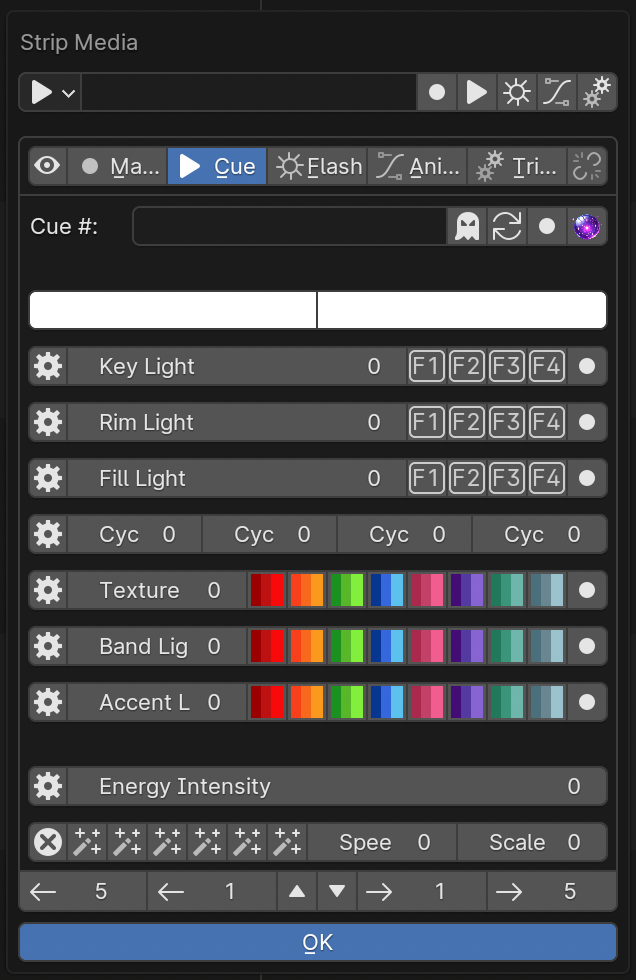 Strip Media
Ma... Cue Flash Ani... Tri...
Cue #:
Key Light 0 F1 F2 F3 F4
Rim Light 0 F1 F2 F3 F4
Fill Light 0 F1 F2 F3 F4
Cyc 0 Cyc 0 Cyc 0 Cyc 0
Texture 0
Band Lig 0
Accent L 0
Energy Intensity 0
Spee 0 Scale 0
5 1 1 5
OK